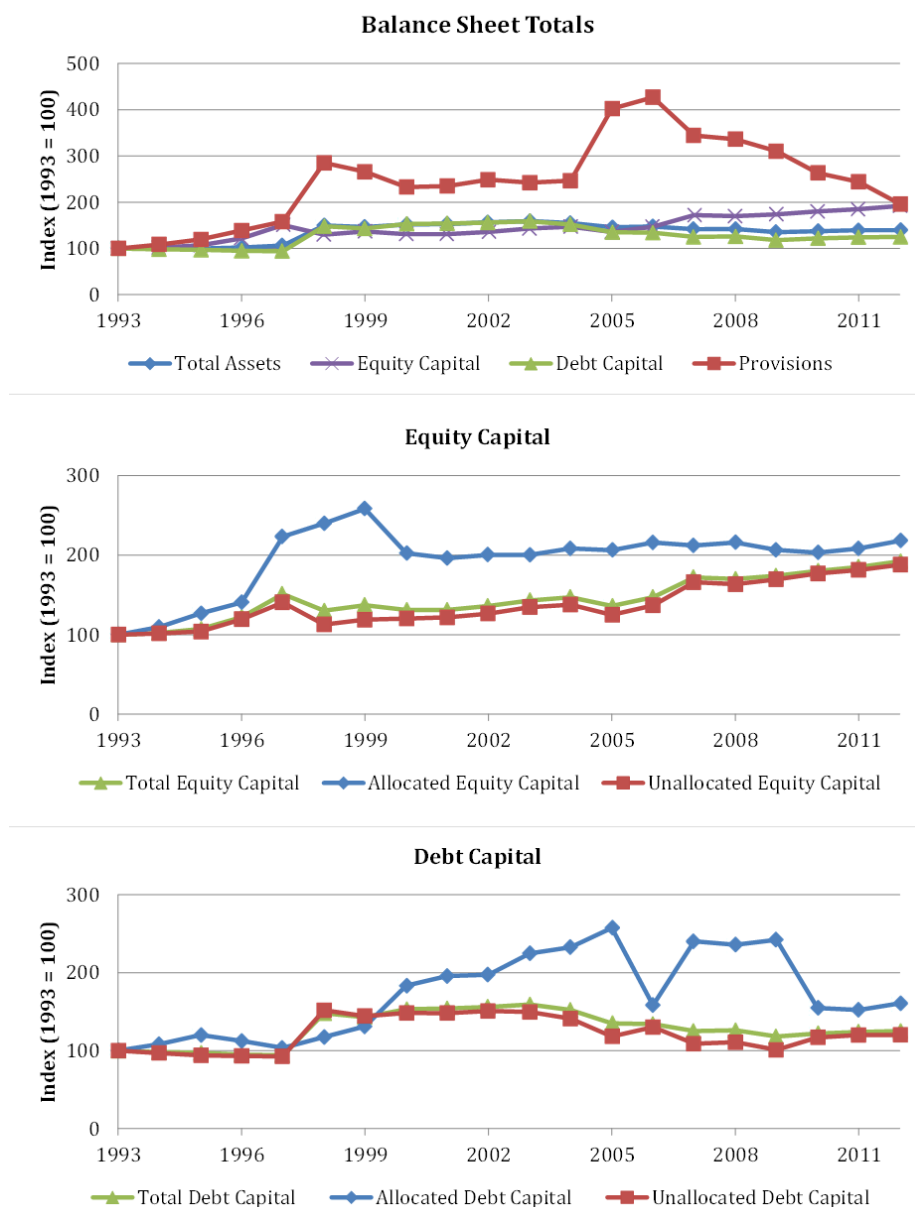 Balance Sheet Totals
Index (1993 = 100)
500
400
300
200
100
0
1993 1996 1999 2002 2005 2008 2011
Total Assets Equity Capital Debt Capital Provisions
Equity Capital
Index (1993 = 100)
300
200
100
0
1993 1996 1999 2002 2005 2008 2011
Total Equity Capital Allocated Equity Capital Unallocated Equity Capital
Debt Capital
Index (1993 = 100)
300
200
100
0
1993 1996 1999 2002 2005 2008 2011
Total Debt Capital Allocated Debt Capital Unallocated Debt Capital